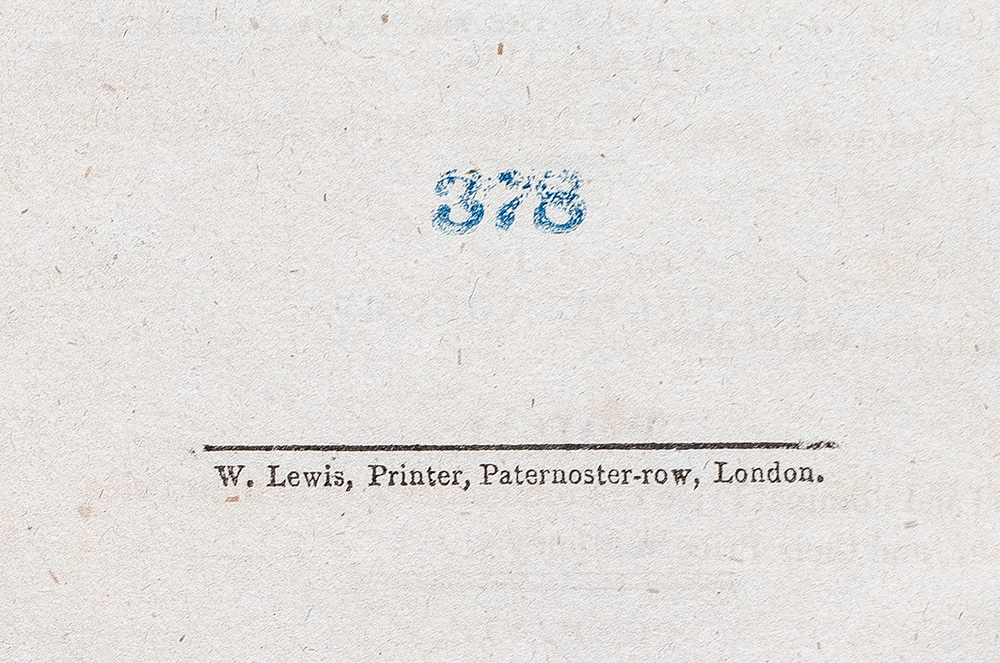 378
W. Lewis, Printer, Paternoster-row, London.